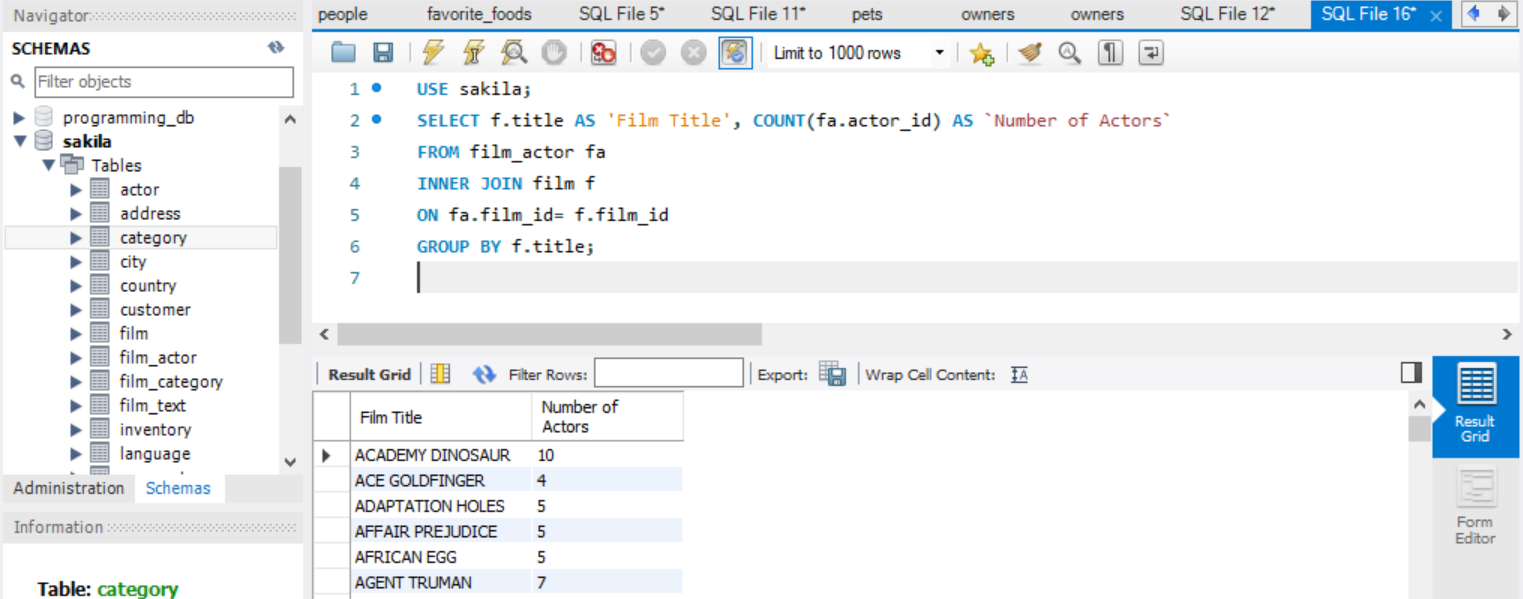 Navigator
people favorite_foods SQL File 5* SQL File 11* pets owners owners SQL File 12* SQL File 16* ×
SCHEMAS
Filter objects
Limit to 1000 rows
programming_db
sakila
Tables
actor
address
category
city
country
customer
film
film_actor
film_category
film_text
inventory
language
Administration Schemas
Information
Table: category
1 USE sakila;
2 SELECT f.title AS 'Film Title', COUNT(fa.actor_id) AS `Number of Actors`
3 FROM film_actor fa
4 INNER JOIN film f
5 ON fa.film_id= f.film_id
6 GROUP BY f.title;
7
Result Grid Filter Rows: Export: Wrap Cell Content: IA
Film Title Number of
Actors
ACADEMY DINOSAUR 10
ACE GOLDFINGER 4
ADAPTATION HOLES 5
AFFAIR PREJUDICE 5
AFRICAN EGG 5
AGENT TRUMAN 7
Result
Grid
Form
Editor